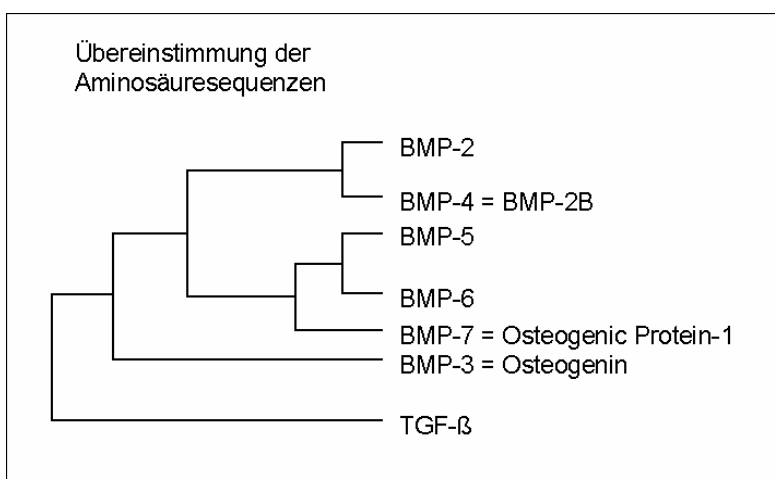 Übereinstimmung der
Aminosäuresequenzen
BMP-2
BMP-4 = BMP-2B
BMP-5
BMP-6
BMP-7 = Osteogenic Protein-1
BMP-3 = Osteogenin
TGF-ß